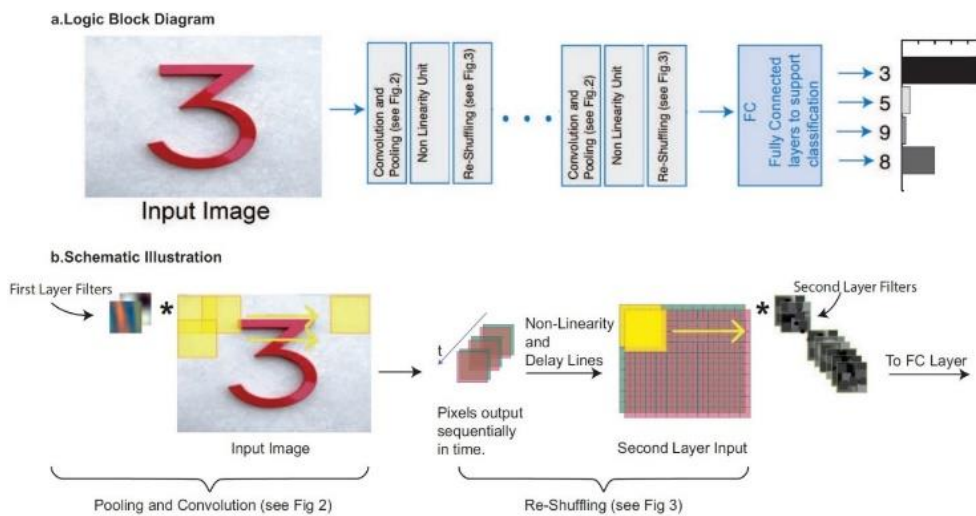 a.Logic Block Diagram
Input Image
Convolution and
Pooling (see Fig.2)
Non Linearity Unit
Re-Shuffling (see Fig.3)
Convolution and
Pooling (see Fig.2)
Non Linearity Unit
Re-Shuffling (see Fig.3)
FC
Fully Connected
layers to support
classification
3
5
9
8
b.Schematic Illustration
First Layer Filters
*
3
Input Image
Pooling and Convolution (see Fig 2)
t
Pixels output
sequentially
in time.
Non-Linearity
and
Delay Lines
Second Layer Input
Re-Shuffling (see Fig 3)
*
Second Layer Filters
To FC Layer